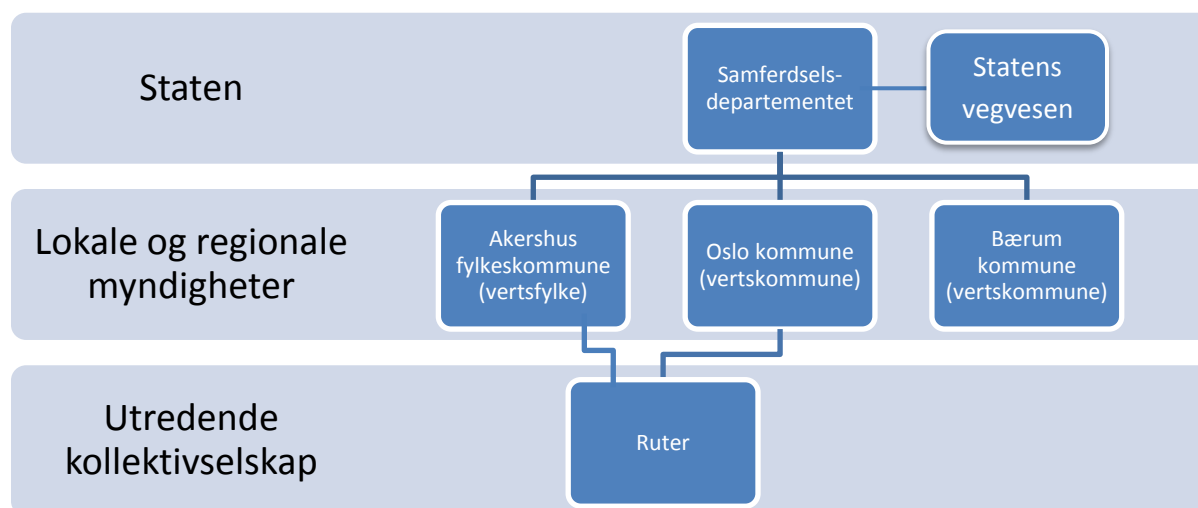 Staten
Samferdsels-
departementet
Statens
vegvesen
Lokale og regionale
myndigheter
Akershus
fylkeskommune
(vertsfylke)
Oslo kommune
(vertskommune)
Bærum
kommune
(vertskommune)
Utredende
kollektivselskap
Ruter